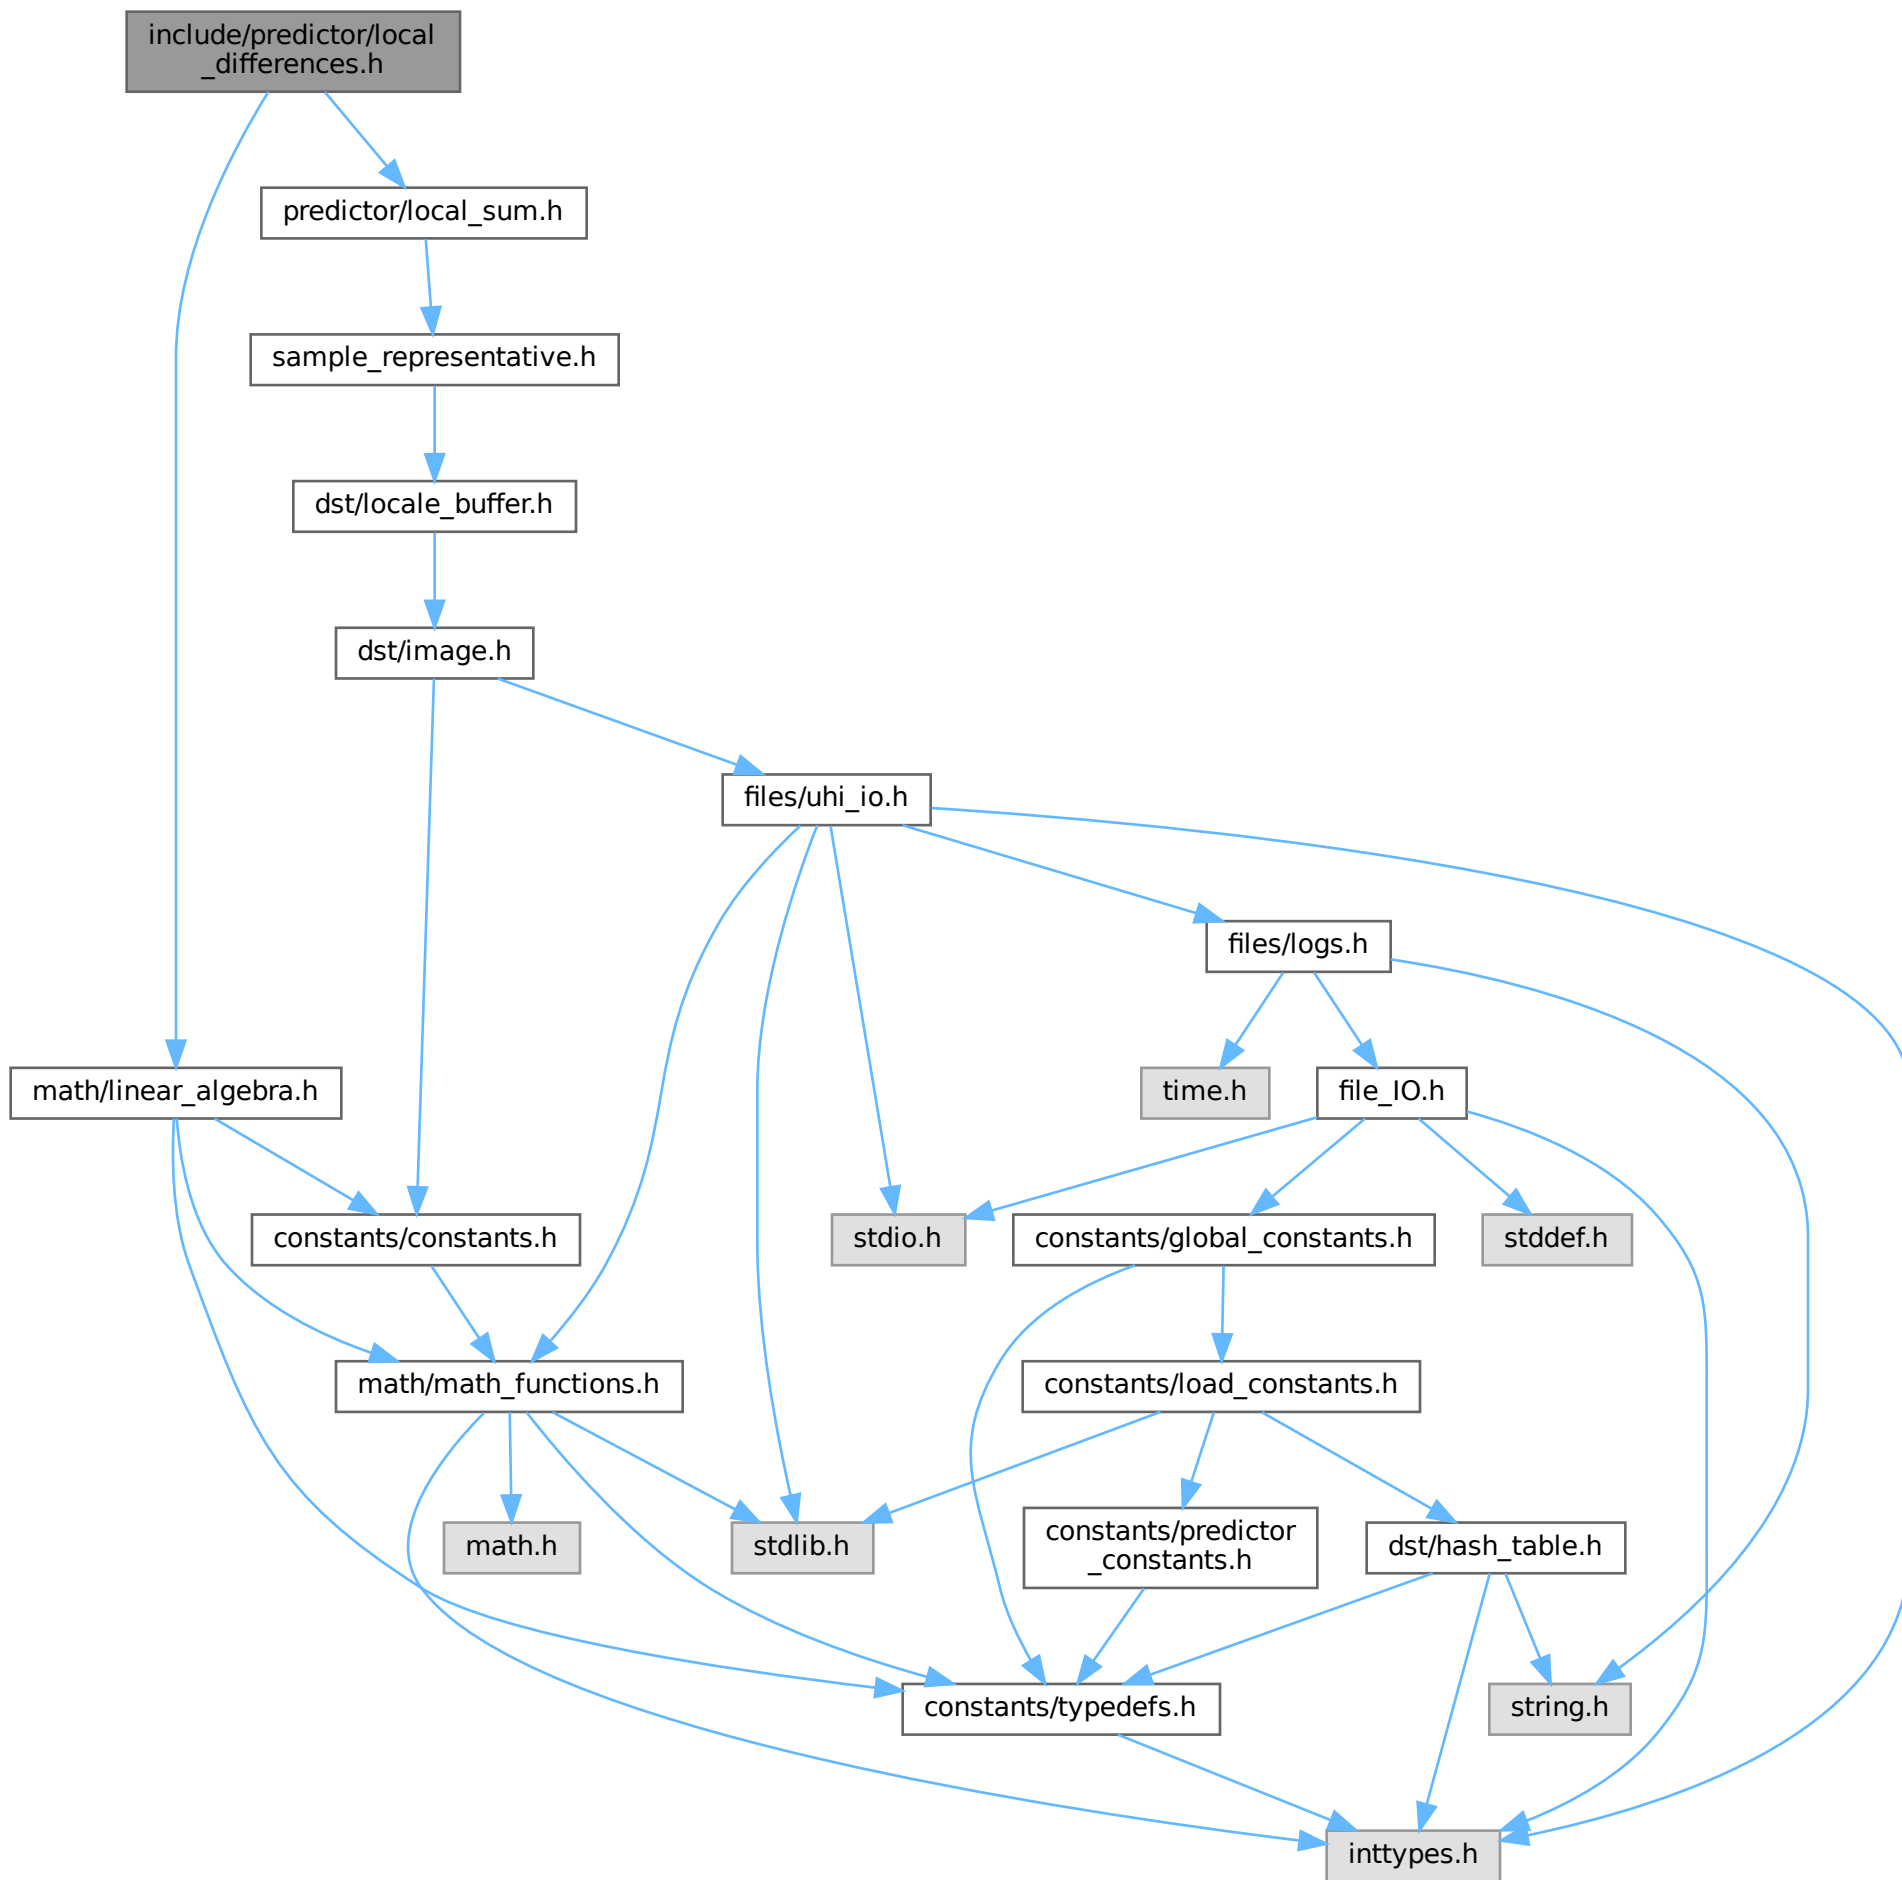 include/predictor/local
_differences.h
predictor/local_sum.h
sample_representative.h
dst/locale_buffer.h
dst/image.h
files/uhi_io.h
files/logs.h
math/linear_algebra.h
time.h
file_IO.h
constants/constants.h
stdio.h
constants/global_constants.h
stddef.h
math/math_functions.h
constants/load_constants.h
math.h
stdlib.h
constants/predictor
_constants.h
dst/hash_table.h
constants/typedefs.h
string.h
inttypes.h